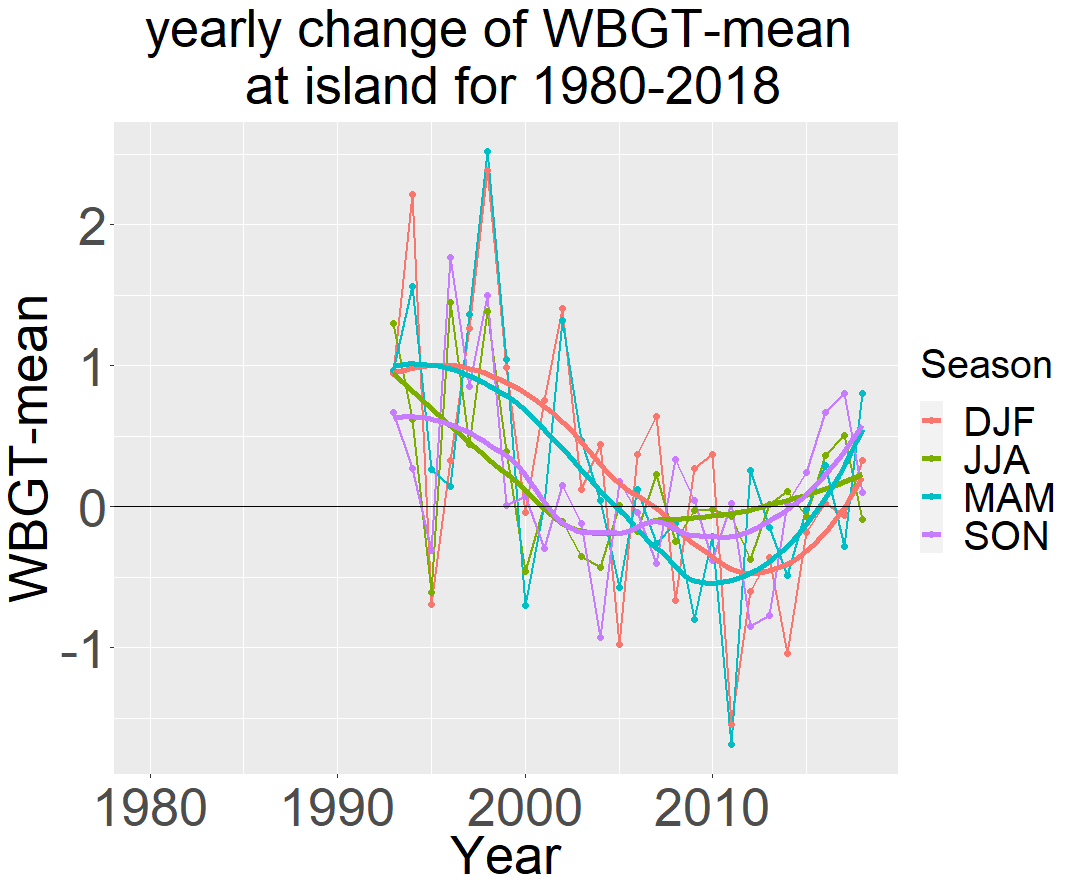 yearly change of WBGT-mean
at island for 1980-2018
WBGT-mean
2
1
0
-1
1980
1990
2000
2010
Year
Season
DJF
JJA
MAM
SON